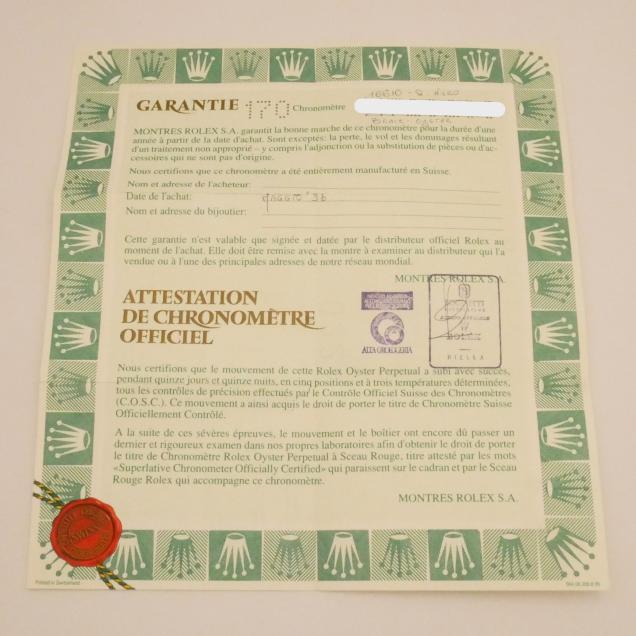 16610 - Q. NERO
GARANTIE 170 Chronomètre
BRACC. OYSTER
MONTRES ROLEX S.A. garantit la bonne marche de ce chronomètre pour la durée d'une
année à partir de la date d'achat. Sont exceptés: la perte, le vol et les dommages résultant
d'un traitement non approprié – y compris l'adjonction ou la substitution de pièces ou d'ac-
cessoires qui ne sont pas d'origine.
Nous certifions que ce chronomètre a été entièrement manufacturé en Suisse.
Nom et adresse de l'acheteur:
Date de l'achat: MAGGIO '96
Nom et adresse du bijoutier:
Cette garantie n'est valable que signée et datée par le distributeur officiel Rolex au
moment de l'achat. Elle doit être remise avec la montre à examiner au distributeur qui l'a
vendue ou à l'une des principales adresses de notre réseau mondial.
MONTRES ROLEX S.A.
ATTESTATION
DE CHRONOMÈTRE
OFFICIEL
ALTA OROLOGERIA
ROLEX
BIELLA
Nous certifions que le mouvement de cette Rolex Oyster Perpetual a subi avec succès,
pendant quinze jours et quinze nuits, en cinq positions et à trois températures déterminées,
tous les contrôles de précision effectués par le Contrôle Officiel Suisse des Chronomètres
(C.O.S.C.). Ce mouvement a ainsi acquis le droit de porter le titre de Chronomètre Suisse
Officiellement Contrôlé.
A la suite de ces sévères épreuves, le mouvement et le boîtier ont encore dû passer un
dernier et rigoureux examen dans nos propres laboratoires afin d'obtenir le droit de porter
le titre de Chronomètre Rolex Oyster Perpetual à Sceau Rouge, titre attesté par les mots
«Superlative Chronometer Officially Certified» qui paraissent sur le cadran et par le Sceau
Rouge Rolex qui accompagne ce chronomètre.
MONTRES ROLEX S.A.
Printed in Switzerland